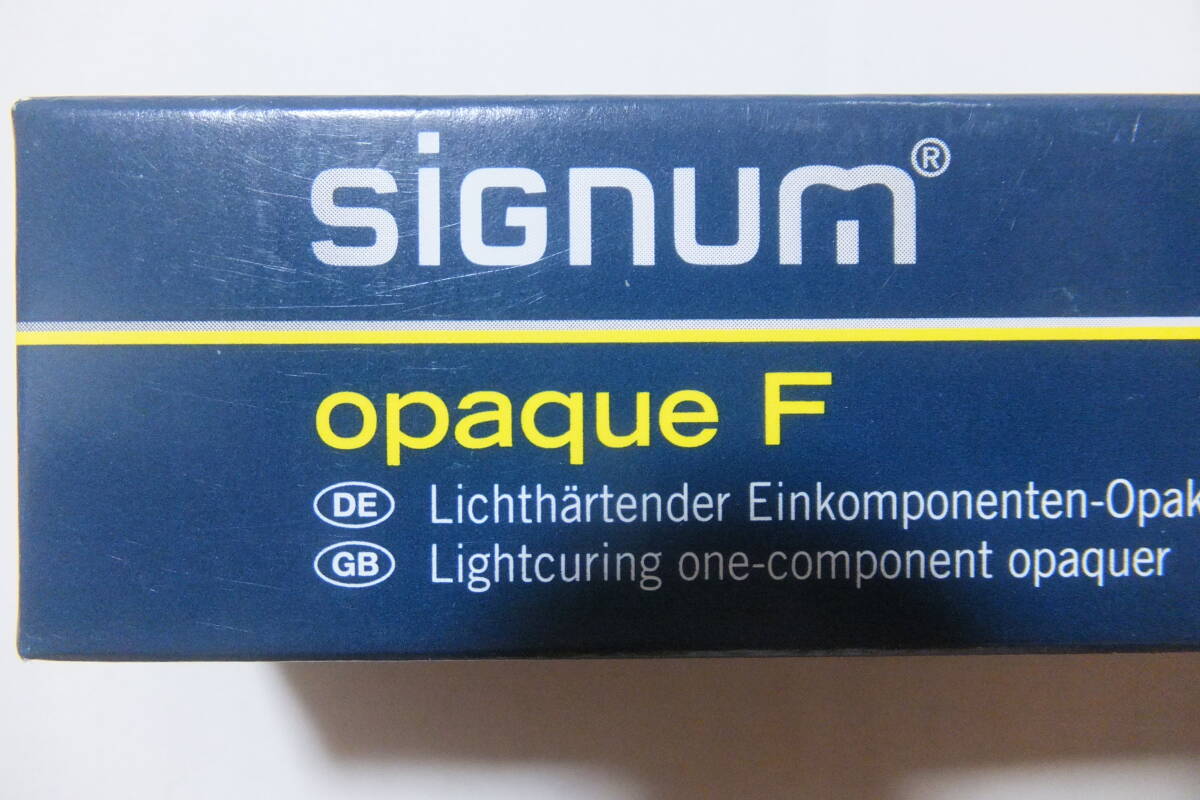 signum®
opaque F
DE Lichthärtender Einkomponenten-Opak
GB Lightcuring one-component opaquer